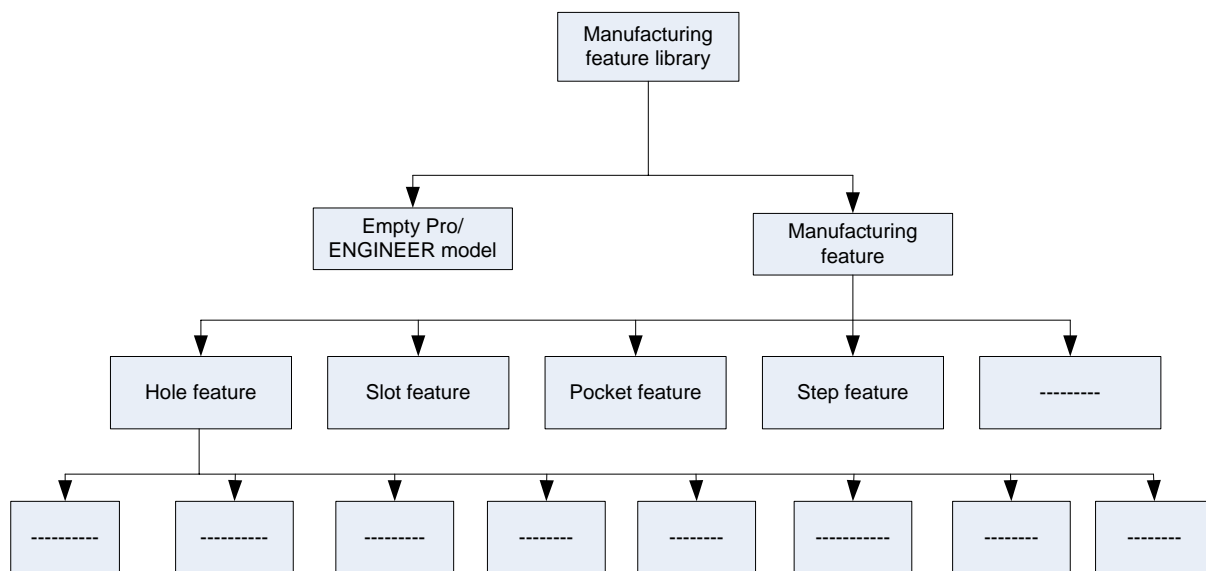 Manufacturing
feature library
Empty Pro/
ENGINEER model
Manufacturing
feature
Hole feature
Slot feature
Pocket feature
Step feature
---------
----------
----------
---------
---------
---------
-----------
--------
--------